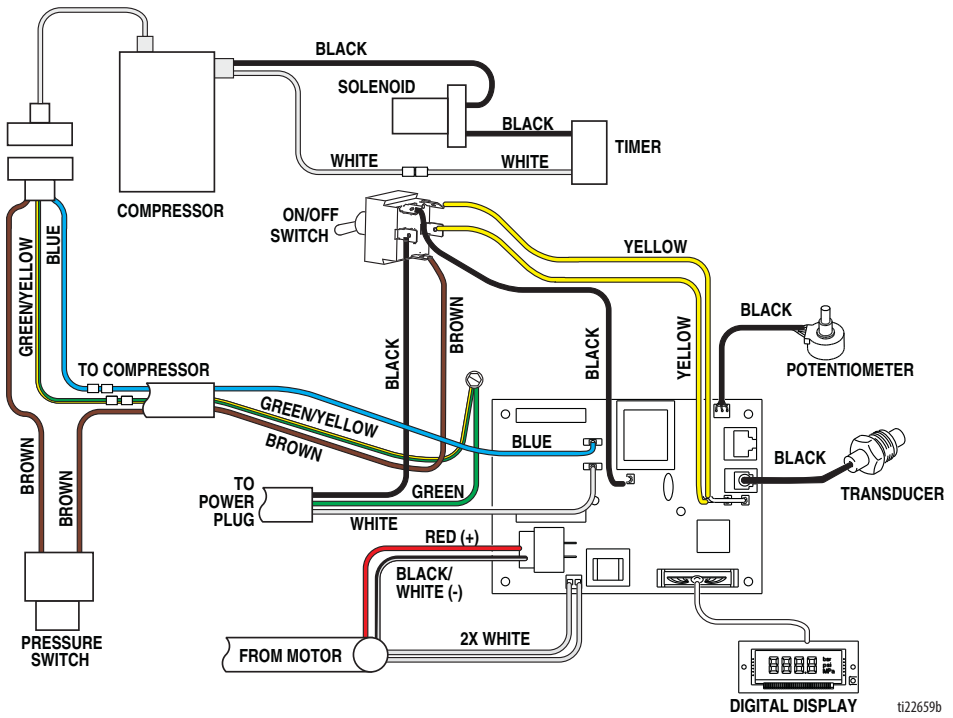 BLACK
SOLENOID
BLACK
TIMER
WHITE
WHITE
COMPRESSOR
ON/OFF
SWITCH
GREEN/YELLOW
BLUE
YELLOW
BLACK
POTENTIOMETER
BROWN
BLACK
BLACK
YELLOW
TO COMPRESSOR
GREEN/YELLOW
BROWN
BLUE
BLACK
TRANSDUCER
BROWN
BROWN
TO
POWER
PLUG
GREEN
WHITE
RED (+)
BLACK/
WHITE (-)
2X WHITE
FROM MOTOR
PRESSURE
SWITCH
DIGITAL DISPLAY
ti22659b